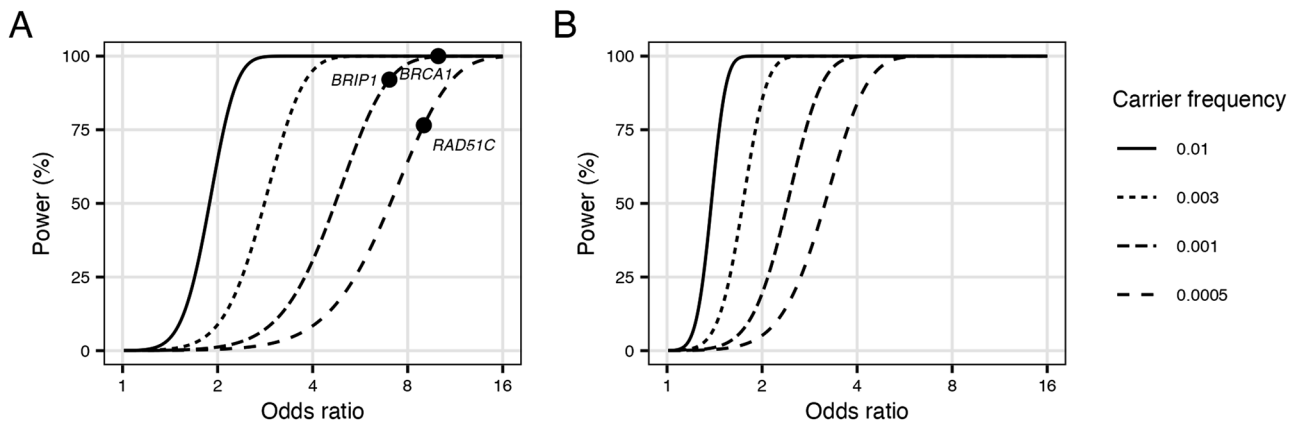 A
Power (%)
100
75
50
25
0
BRIP1
BRCA1
RAD51C
1 2 4 8 16
Odds ratio
B
Power (%)
100
75
50
25
0
1 2 4 8 16
Odds ratio
Carrier frequency
0.01
0.003
0.001
0.0005